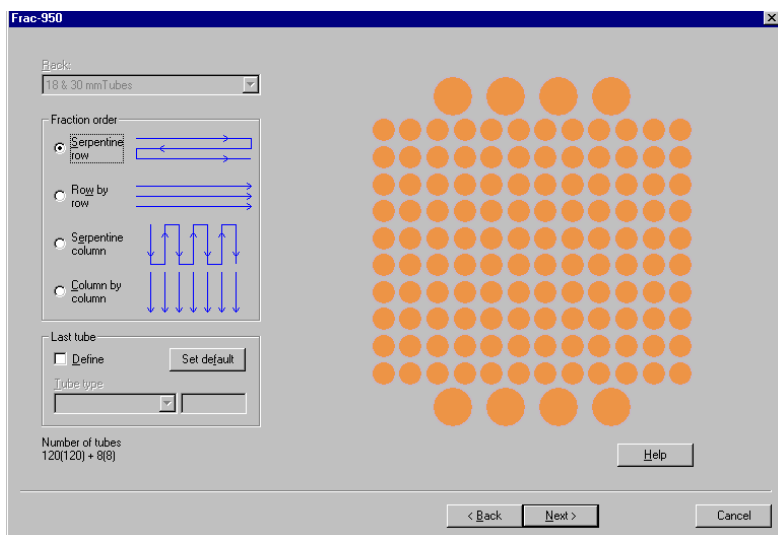 Frac-950
Rack:
18 & 30 mmTubes
Fraction order
Serpentine
row
Row by
row
Serpentine
column
Column by
column
Last tube
Define
Set default
Tube type
Number of tubes
120(120) + 8(8)
Help
< Back
Next >
Cancel